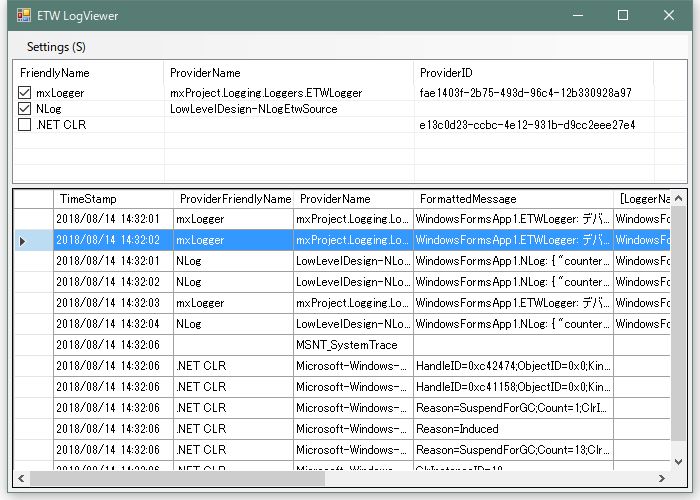 ETW LogViewer
Settings (S)
FriendlyName ProviderName ProviderID
mxLogger mxProject.Logging.Loggers.ETWLogger fae1403f-2b75-493d-96c4-12b330928a97
NLog LowLevelDesign-NLogEtwSource
.NET CLR e13c0d23-ccbc-4e12-931b-d9cc2eee27e4
TimeStamp ProviderFriendlyName ProviderName FormattedMessage [LoggerNa
2018/08/14 14:32:01 mxLogger mxProject.Logging.Lo... WindowsFormsApp1.ETWLogger: デバ... WindowsFo
2018/08/14 14:32:02 mxLogger mxProject.Logging.Lo... WindowsFormsApp1.ETWLogger: デバ... WindowsFo
2018/08/14 14:32:01 NLog LowLevelDesign-NLo... WindowsFormsApp1.NLog: { "counter... WindowsFo
2018/08/14 14:32:02 NLog LowLevelDesign-NLo... WindowsFormsApp1.NLog: { "counter... WindowsFo
2018/08/14 14:32:03 mxLogger mxProject.Logging.Lo... WindowsFormsApp1.ETWLogger: デバ... WindowsFo
2018/08/14 14:32:04 NLog LowLevelDesign-NLo... WindowsFormsApp1.NLog: { "counter... WindowsFo
2018/08/14 14:32:06 MSNT_SystemTrace
2018/08/14 14:32:06 .NET CLR Microsoft-Windows-... HandleID=0xc42474;ObjectID=0x0;Kin...
2018/08/14 14:32:06 .NET CLR Microsoft-Windows-... HandleID=0xc41158;ObjectID=0x0;Kin...
2018/08/14 14:32:06 .NET CLR Microsoft-Windows-... Reason=SuspendForGC;Count=1;ClrI...
2018/08/14 14:32:06 .NET CLR Microsoft-Windows-... Reason=Induced
2018/08/14 14:32:06 .NET CLR Microsoft-Windows-... Reason=SuspendForGC;Count=13;Clr...
2018/08/14 14:32:06 .NET CLR Microsoft-Windows-... ClrInstanceID=19